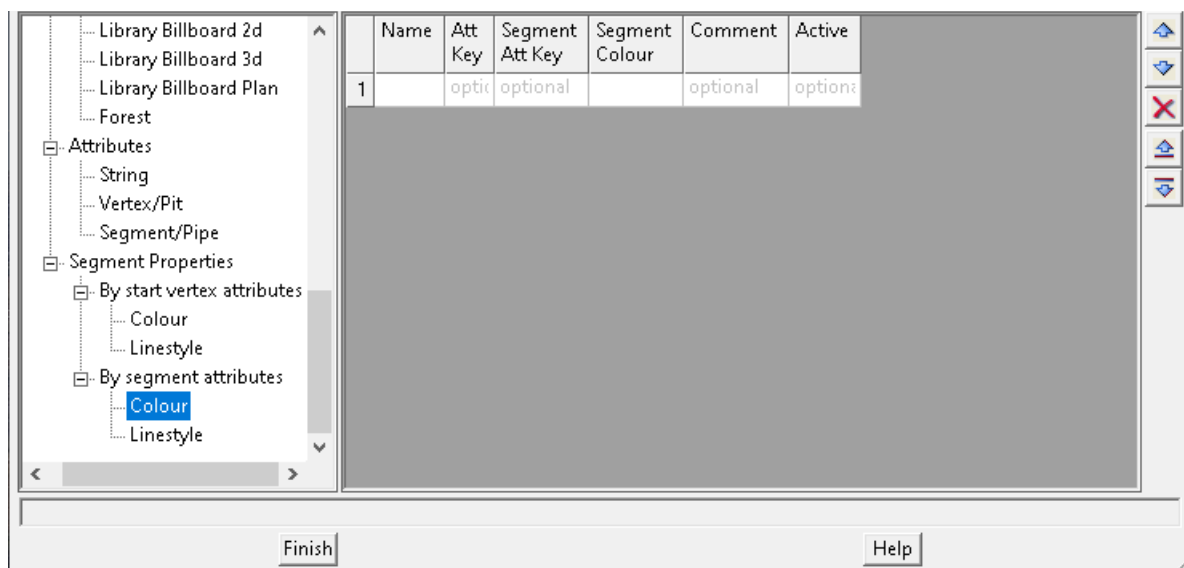 Library Billboard 2d
Library Billboard 3d
Library Billboard Plan
Forest
Attributes
String
Vertex/Pit
Segment/Pipe
Segment Properties
By start vertex attributes
Colour
Linestyle
By segment attributes
Colour
Linestyle
Name Att Segment Segment Comment Active
Key Att Key Colour
1 optic optional optional optiona
Finish Help